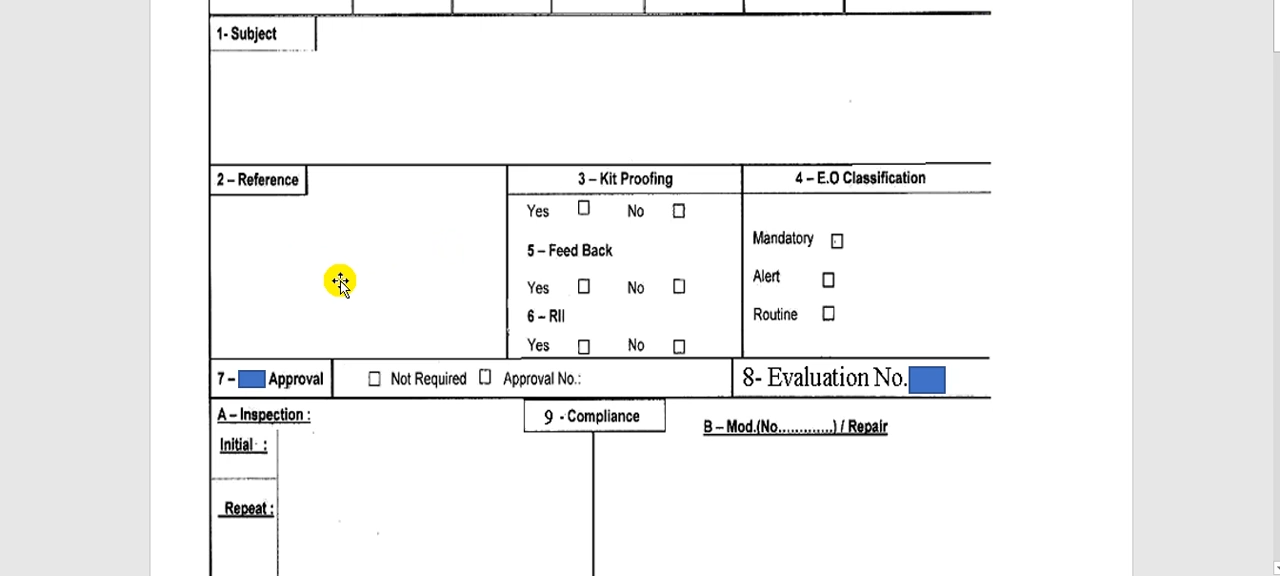 1- Subject
2 – Reference
3 – Kit Proofing
4 – E.O Classification
Yes No
5 – Feed Back
Yes No
6 – RII
Yes No
Mandatory
Alert
Routine
7 – Approval
Not Required Approval No.:
8- Evaluation No.
A – Inspection :
9 - Compliance
B – Mod.(No.............) / Repair
Initial :
Repeat :